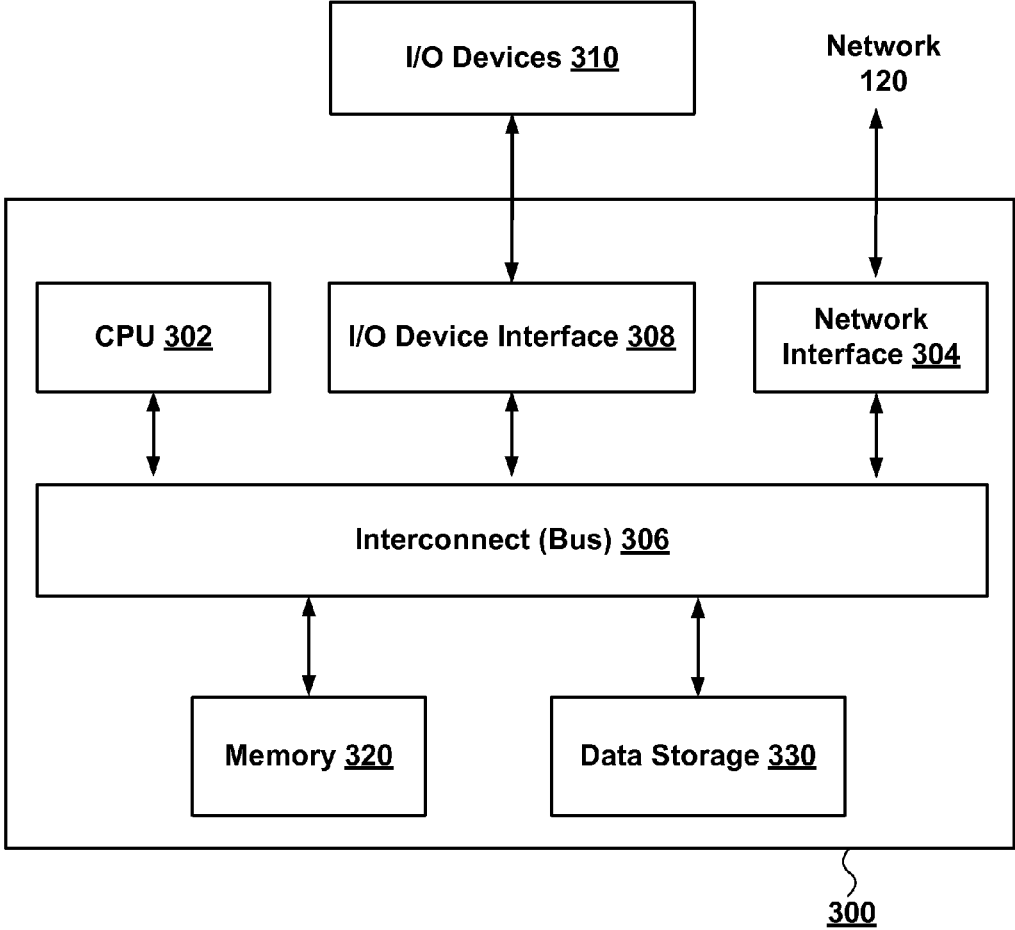 I/O Devices 310
Network
120
CPU 302
I/O Device Interface 308
Network
Interface 304
Interconnect (Bus) 306
Memory 320
Data Storage 330
300